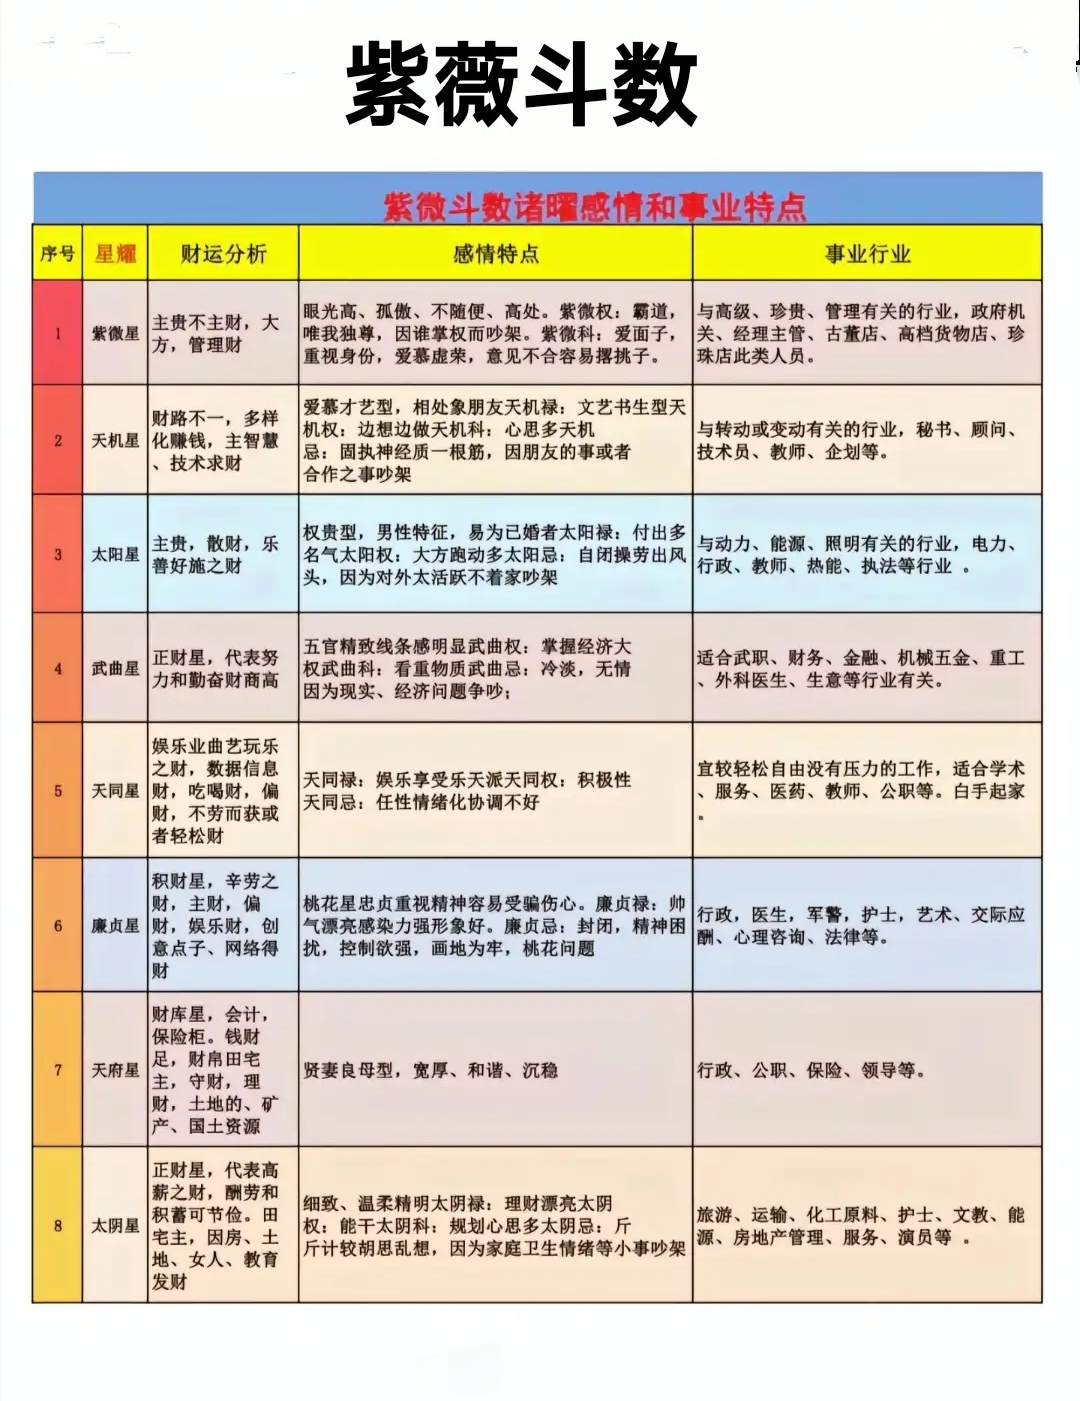 紫薇斗数
紫微斗数诸曜感情和事业特点
序号 星耀 财运分析 感情特点 事业行业
1
紫微星
主贵不主财，大
方，管理财
眼光高、孤傲、不随便、高处。紫微权：霸道，
唯我独尊，因谁掌权而吵架。紫微科：爱面子，
重视身份，爱慕虚荣，意见不合容易撂挑子。
与高级、珍贵、管理有关的行业，政府机
关、经理主管、古董店、高档货物店、珍
珠店此类人员。
2
天机星
财路不一，多样
化赚钱，主智慧
、技术求财
爱慕才艺型，相处象朋友天机禄：文艺书生型天
机权：边想边做天机科：心思多天机
忌：固执神经质一根筋，因朋友的事或者
合作之事吵架
与转动或变动有关的行业，秘书、顾问、
技术员、教师、企划等。
3
太阳星
主贵，散财，乐
善好施之财
权贵型，男性特征，易为已婚者太阳禄：付出多
名气太阳权：大方跑动多太阳忌：自闭操劳出风
头，因为对外太活跃不着家吵架
与动力、能源、照明有关的行业，电力、
行政、教师、热能、执法等行业 。
4
武曲星
正财星，代表努
力和勤奋财商高
五官精致线条感明显武曲权：掌握经济大
权武曲科：看重物质武曲忌：冷淡，无情
因为现实、经济问题争吵；
适合武职、财务、金融、机械五金、重工
、外科医生、生意等行业有关。
5
天同星
娱乐业曲艺玩乐
之财，数据信息
财，吃喝财，偏
财，不劳而获或
者轻松财
天同禄：娱乐享受乐天派天同权：积极性
天同忌：任性情绪化协调不好
宜较轻松自由没有压力的工作，适合学术
、服务、医药、教师、公职等。白手起家
。
6
廉贞星
积财星，辛劳之
财，主财，偏
财，娱乐财，创
意点子、网络得
财
桃花星忠贞重视精神容易受骗伤心。廉贞禄：帅
气漂亮感染力强形象好。廉贞忌：封闭，精神困
扰，控制欲强，画地为牢，桃花问题
行政，医生，军警，护士，艺术、交际应
酬、心理咨询、法律等。
7
天府星
财库星，会计，
保险柜。钱财
足，财帛田宅
主，守财，理
财，土地的、矿
产、国土资源
贤妻良母型，宽厚、和谐、沉稳
行政、公职、保险、领导等。
8
太阴星
正财星，代表高
薪之财，酬劳和
积蓄可节俭。田
宅主，因房、土
地、女人、教育
发财
细致、温柔精明太阴禄：理财漂亮太阴
权：能干太阴科：规划心思多太阴忌：斤
斤计较胡思乱想，因为家庭卫生情绪等小事吵架
旅游、运输、化工原料、护士、文教、能
源、房地产管理、服务、演员等 。